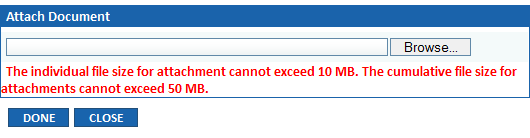 Attach Document
Browse...
The individual file size for attachment cannot exceed 10 MB. The cumulative file size for
attachments cannot exceed 50 MB.
DONE CLOSE